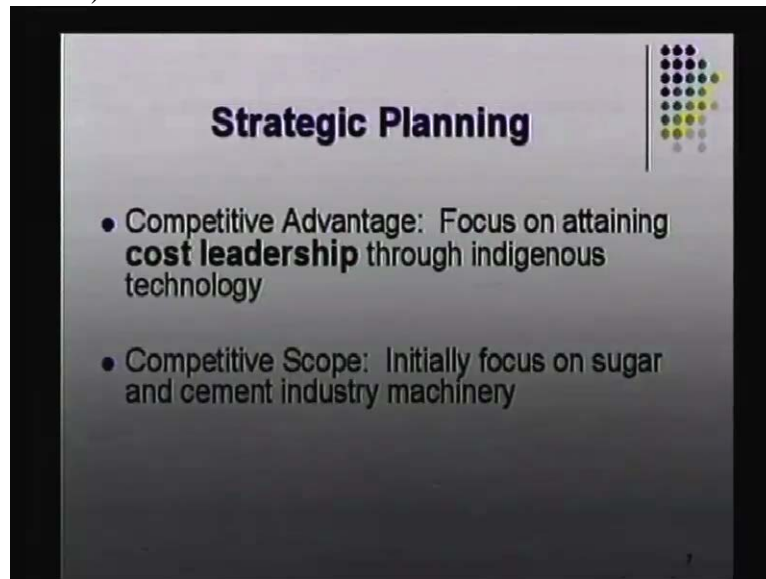 Strategic Planning
• Competitive Advantage: Focus on attaining
cost leadership through indigenous
technology
• Competitive Scope: Initially focus on sugar
and cement industry machinery
7